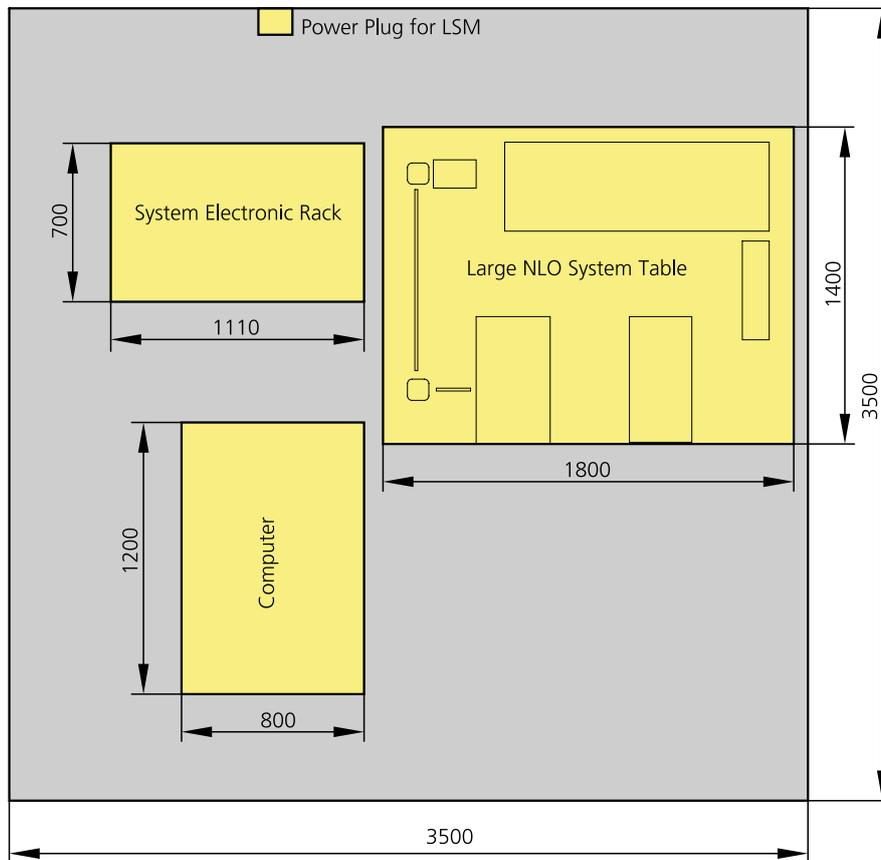 Power Plug for LSM
System Electronic Rack
700
1110
Large NLO System Table
1400
3500
1800
1200
Computer
800
3500